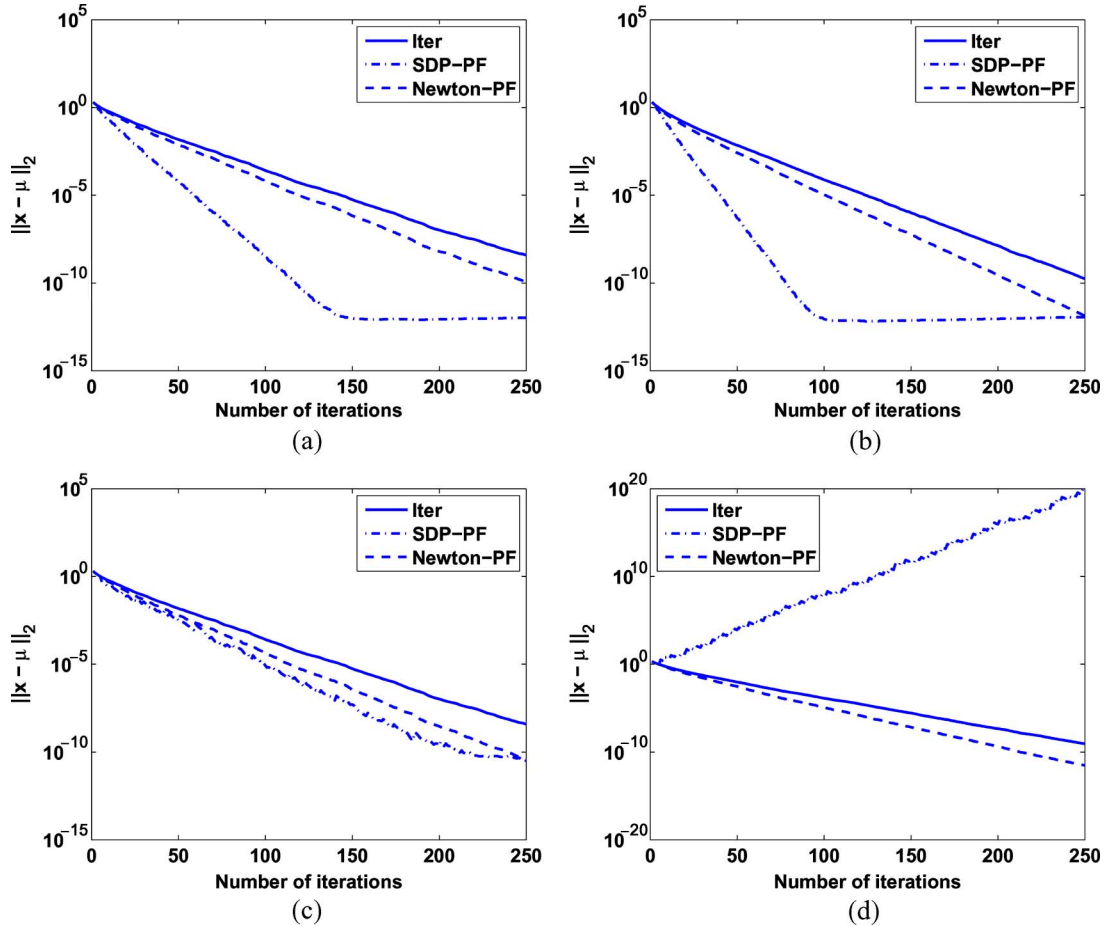 10^5
10^0
10^−5
10^−10
10^−15
||x − μ ||_2
Iter
SDP−PF
Newton−PF
0 50 100 150 200 250
Number of iterations
(a)
10^5
10^0
10^−5
10^−10
10^−15
||x − μ ||_2
Iter
SDP−PF
Newton−PF
0 50 100 150 200 250
Number of iterations
(b)
10^5
10^0
10^−5
10^−10
10^−15
||x − μ ||_2
Iter
SDP−PF
Newton−PF
0 50 100 150 200 250
Number of iterations
(c)
10^20
10^10
10^0
10^−10
10^−20
||x − μ ||_2
Iter
SDP−PF
Newton−PF
0 50 100 150 200 250
Number of iterations
(d)